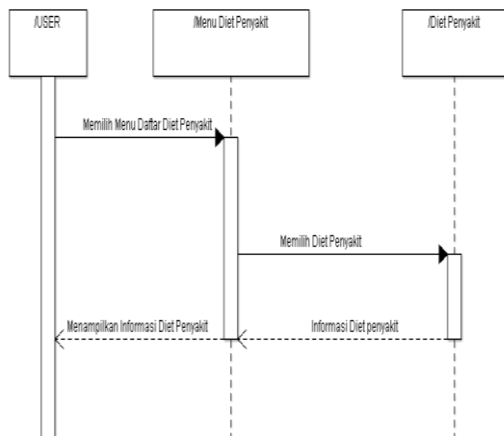 /USER
/Menu Diet Penyakit
/Diet Penyakit
Memilih Menu Daftar Diet Penyakit
Memilih Diet Penyakit
Menampilkan Informasi Diet Penyakit
Informasi Diet penyakit